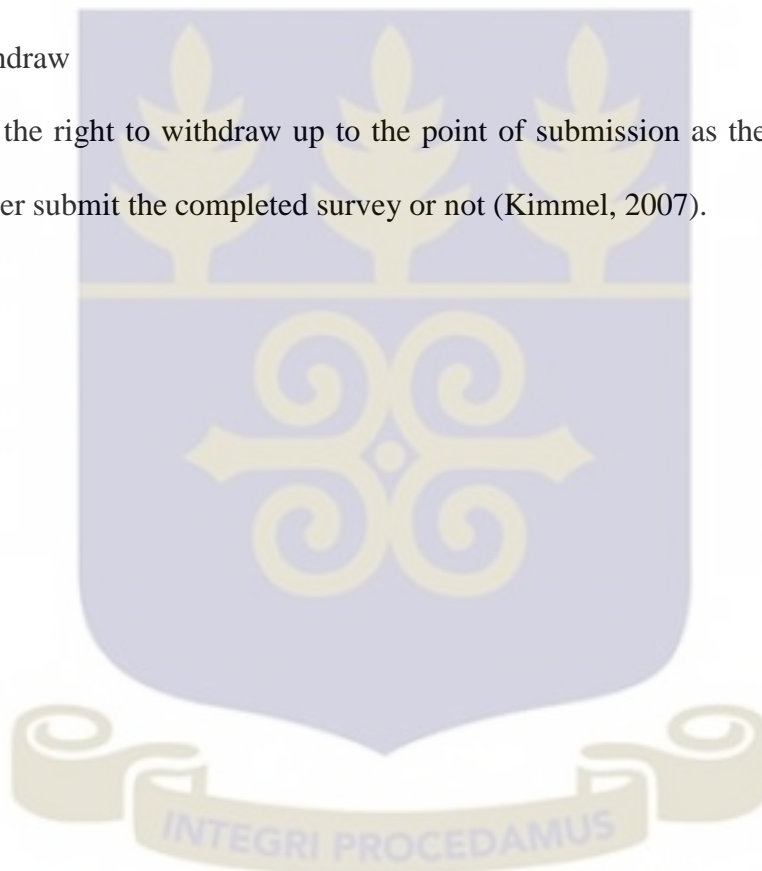 ndraw
the right to withdraw up to the point of submission as the
er submit the completed survey or not (Kimmel, 2007).
INTEGRI PROCEDAMUS